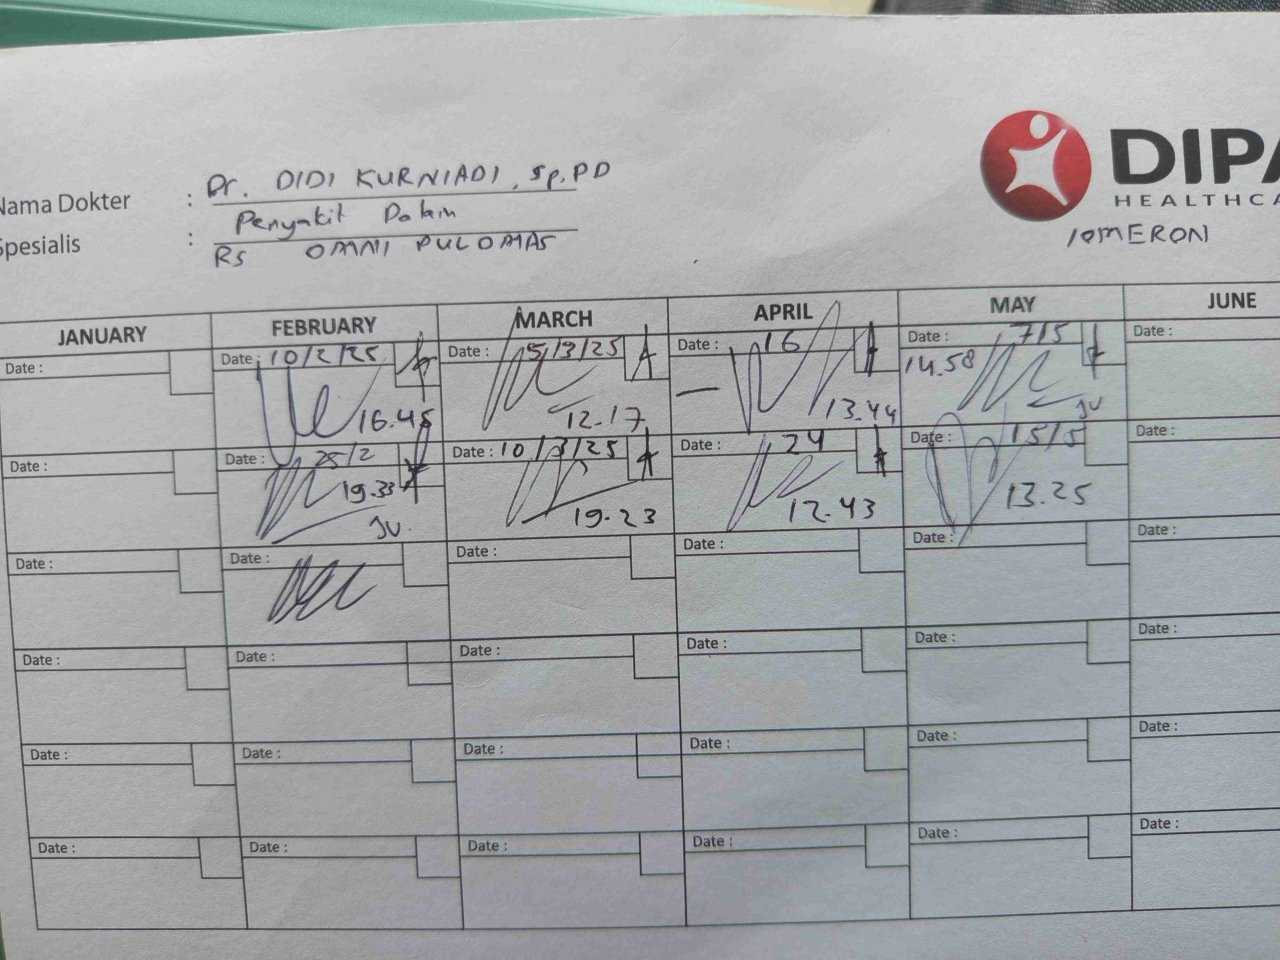 DIPA
HEALTHCA
IOMERON
Nama Dokter : Dr. DIDI KURNIADI, Sp.PD
Spesialis : Penyakit Dalam
RS OMNI PULOMAS
JANUARY FEBRUARY MARCH APRIL MAY JUNE
Date : Date : 10/2/25 Date : 5/3/25 Date : 16 Date : 7/5 Date :
16.45 12.17 13.44 14.58 JV
Date : Date : 25/2 Date : 10/3/25 Date : 24 Date : 15/5 Date :
19.33 JV. 19.23 12.43 13.25
Date : Date : Date : Date : Date : Date :
Date : Date : Date : Date : Date : Date :
Date : Date : Date : Date : Date : Date :
Date : Date : Date : Date : Date : Date :